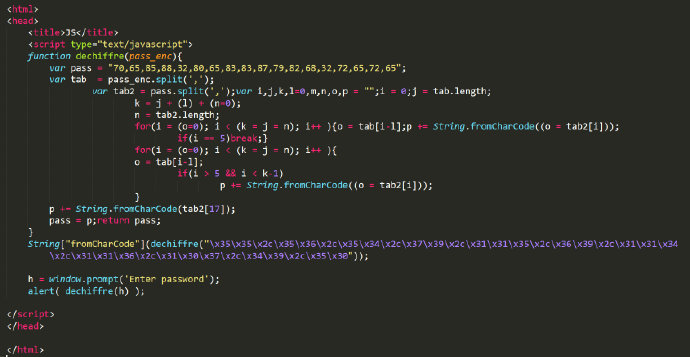 <html>
<head>
<title>JS</title>
<script type="text/javascript">
function dechiffre(pass_enc){
var pass = "70,65,85,88,32,80,65,83,83,87,79,82,68,32,72,65,72,65";
var tab = pass_enc.split(',');
var tab2 = pass.split(',');var i,j,k,l=0,m,n,o,p = "";i = 0;j = tab.length;
k = j + (l) + (n=0);
n = tab2.length;
for(i = (o=0); i < (k = j = n); i++ ){o = tab[i-l];p += String.fromCharCode((o = tab2[i]));
if(i == 5)break;}
for(i = (o=0); i < (k = j = n); i++ ){
o = tab[i-l];
if(i > 5 && i < k-1)
p += String.fromCharCode((o = tab2[i]));
}
p += String.fromCharCode(tab2[17]);
pass = p;return pass;
}
String["fromCharCode"](dechiffre("\x35\x35\x2c\x35\x36\x2c\x35\x34\x2c\x37\x39\x2c\x31\x31\x35\x2c\x36\x39\x2c\x31\x31\x34
\x2c\x31\x31\x36\x2c\x31\x30\x37\x2c\x34\x39\x2c\x35\x30"));
h = window.prompt('Enter password');
alert( dechiffre(h) );
</script>
</head>
</html>